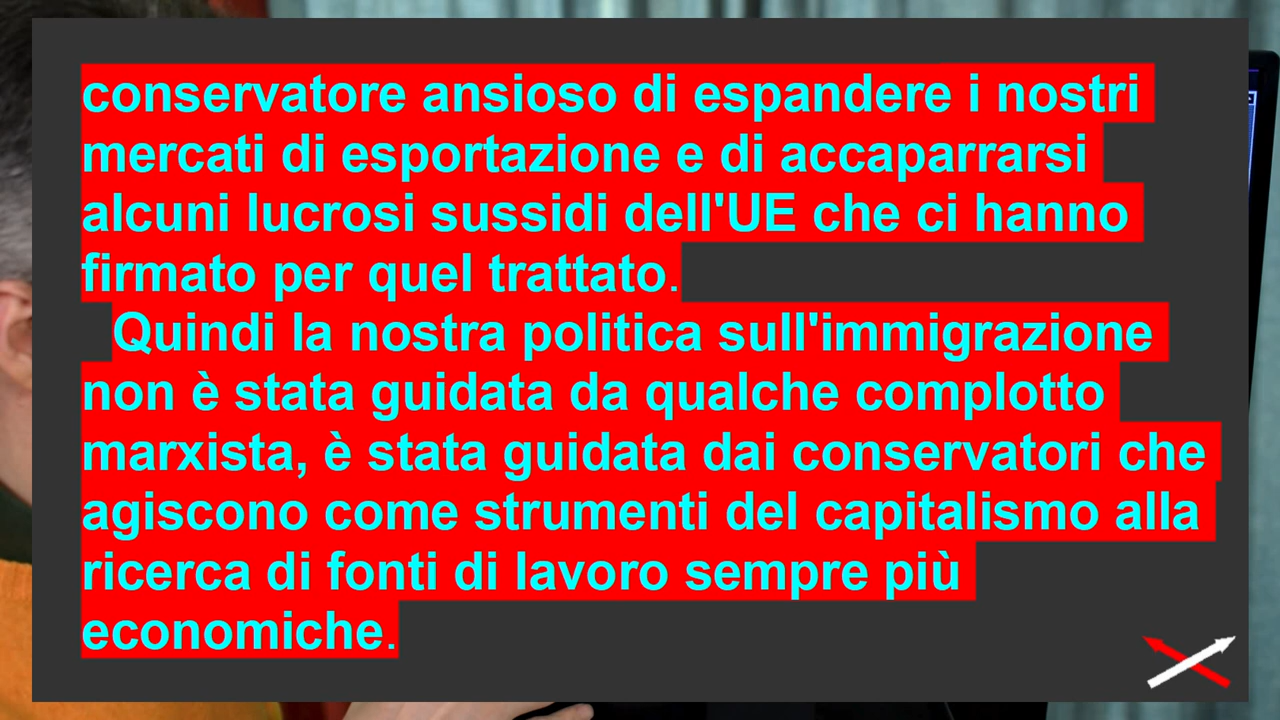 conservatore ansioso di espandere i nostri
mercati di esportazione e di accaparrarsi
alcuni lucrosi sussidi dell'UE che ci hanno
firmato per quel trattato.
Quindi la nostra politica sull'immigrazione
non è stata guidata da qualche complotto
marxista, è stata guidata dai conservatori che
agiscono come strumenti del capitalismo alla
ricerca di fonti di lavoro sempre più
economiche.